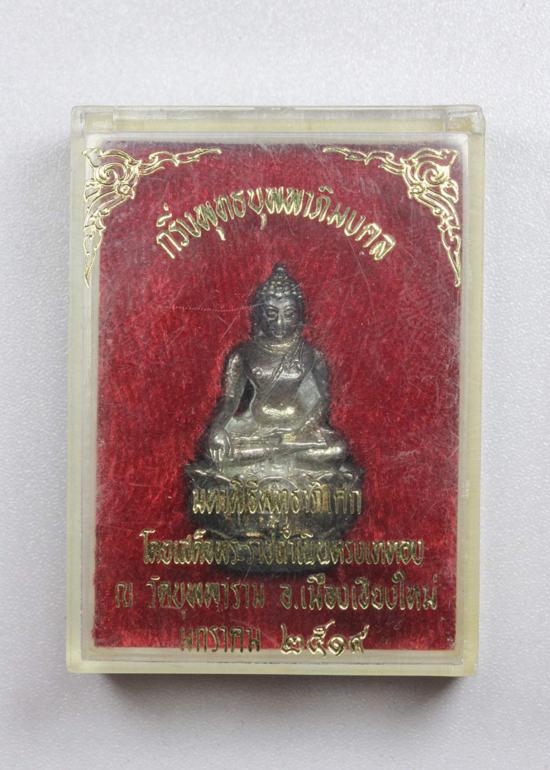 กริ่งพุทธบุพพาภิมงคล
มหาพิธีพุทธาภิเศก
โดยเสด็จพระราชดำเนินทรงเททอง
ณ วัดบุพพาราม อ.เมืองเชียงใหม่
มกราคม ๒๕๑๙